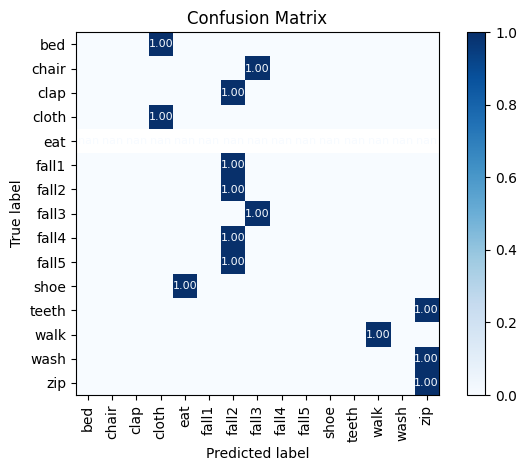 Confusion Matrix
True label
bed
chair
clap
cloth
eat
fall1
fall2
fall3
fall4
fall5
shoe
teeth
walk
wash
zip
1.00
1.00
1.00
1.00
1.00
1.00
1.00
1.00
1.00
1.00
1.00
1.00
1.00
1.00
bed
chair
clap
cloth
eat
fall1
fall2
fall3
fall4
fall5
shoe
teeth
walk
wash
zip
Predicted label
1.0
0.8
0.6
0.4
0.2
0.0